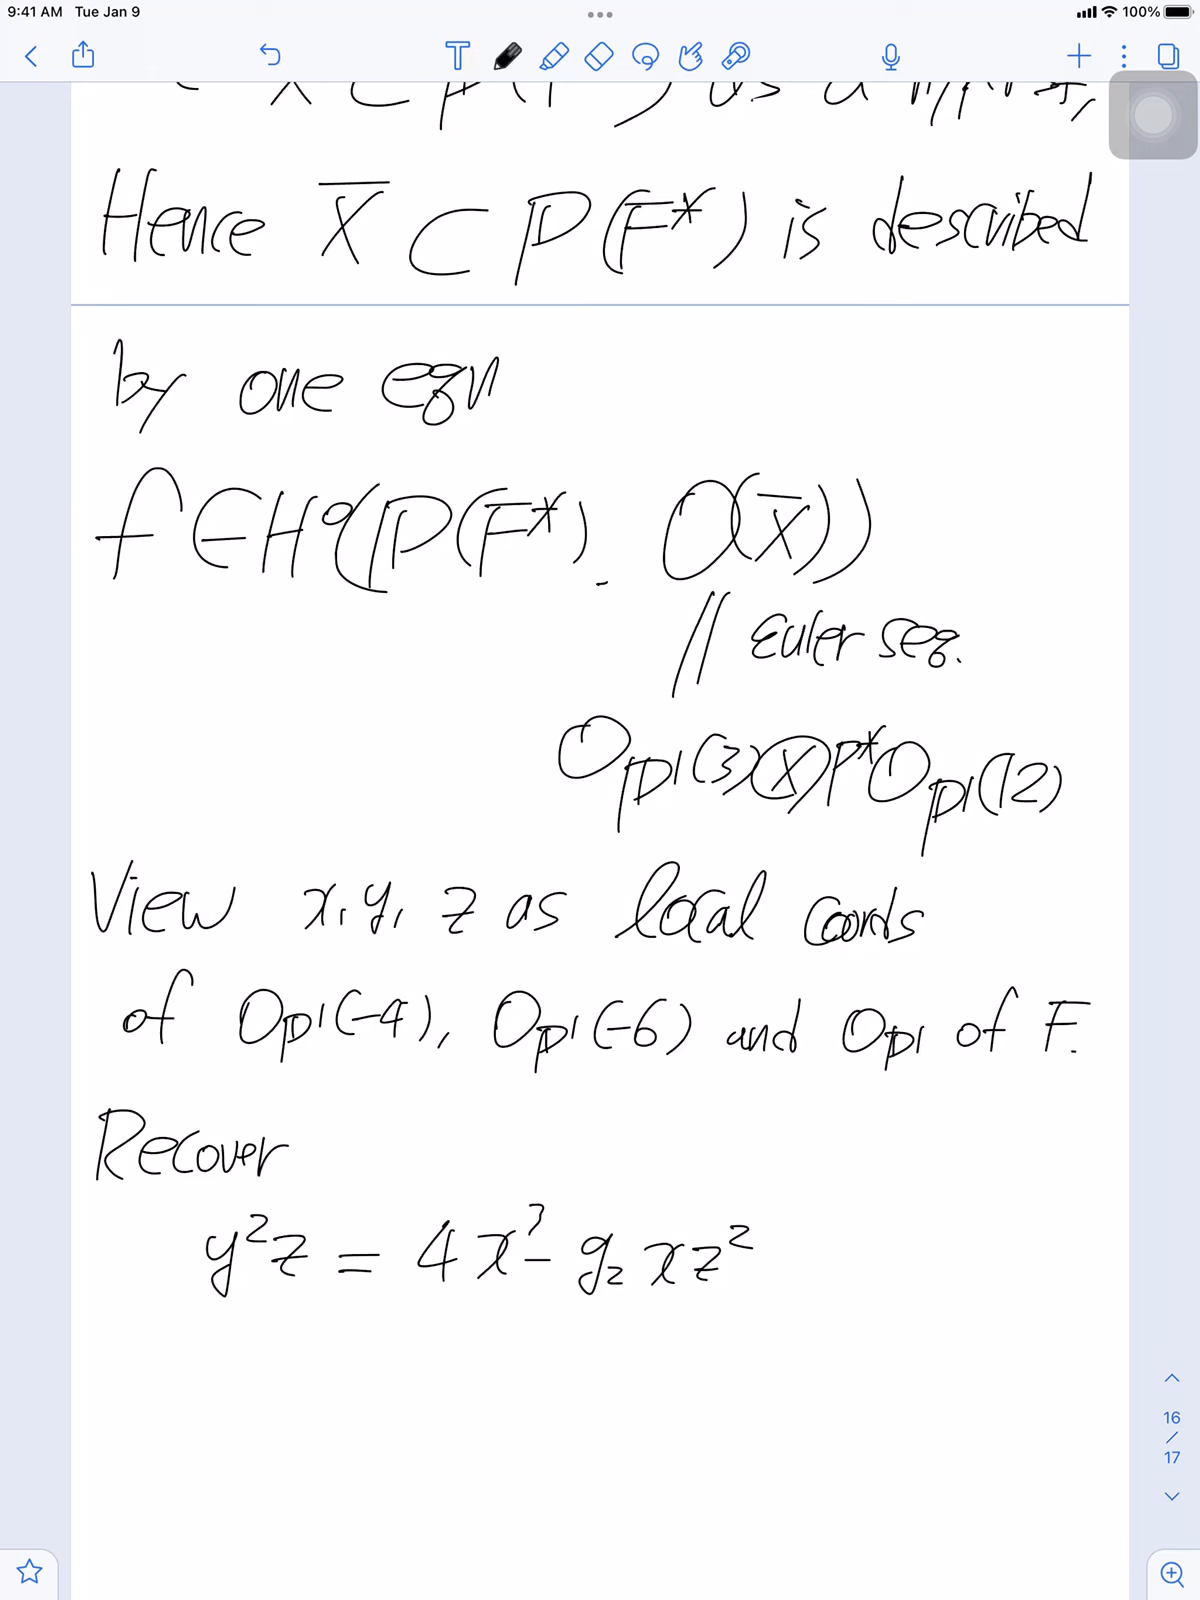 9:41 AM Tue Jan 9
100%
Hence X̅ ⊂ P(F*) is described
by one eqn
f ∈ H⁰(P(F*), O(X̅))
// Euler seq.
O_P1(3) ⊗ P*O_P1(12)
View x, y, z as local coords
of O_P1(-4), O_P1(-6) and O_P1 of F.
Recover
y²z = 4x³ - g₂xz²
16
/
17